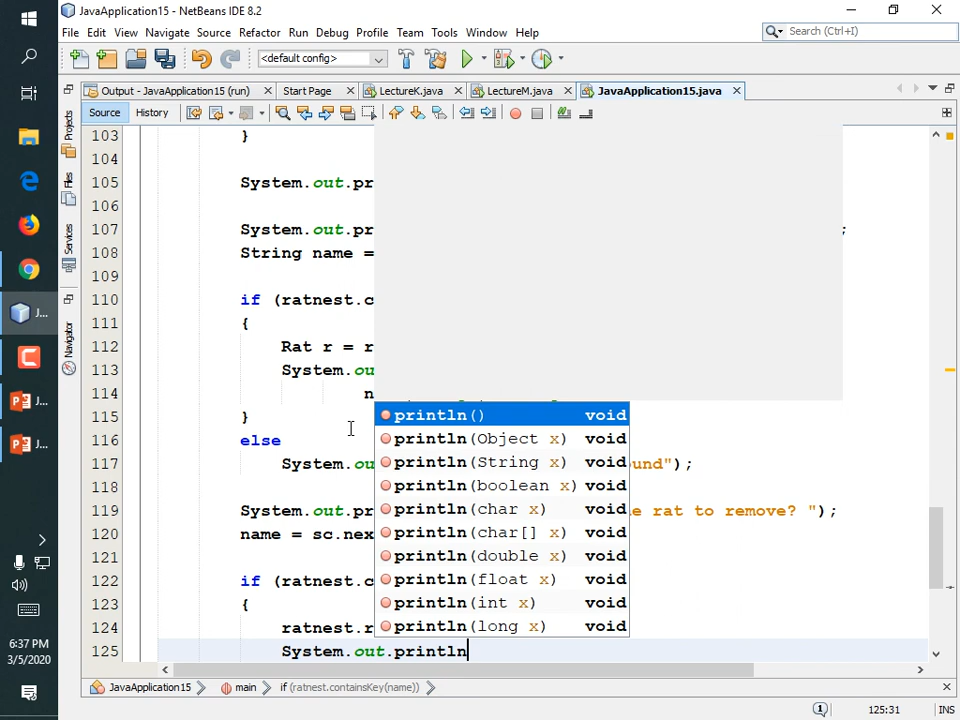 JavaApplication15 - NetBeans IDE 8.2
File Edit View Navigate Source Refactor Run Debug Profile Team Tools Window Help
Search (Ctrl+I)
<default config>
Output - JavaApplication15 (run) Start Page LectureK.java LectureM.java JavaApplication15.java
Source History
Projects
Files
Services
Navigator
103 }
104
105 System.out.pr
106
107 System.out.pr ;
108 String name =
109
110 if (ratnest.c
111 {
112 Rat r = r
113 System.ou
114 n
115 }
116 else
117 System.ou und");
118
119 System.out.pr e rat to remove? ");
120 name = sc.nex
121
122 if (ratnest.c
123 {
124 ratnest.r
125 System.out.println
println() void
println(Object x) void
println(String x) void
println(boolean x) void
println(char x) void
println(char[] x) void
println(double x) void
println(float x) void
println(int x) void
println(long x) void
JavaApplication15 main if (ratnest.containsKey(name))
1 125:31 INS
J...
J...
J...
6:37 PM
3/5/2020